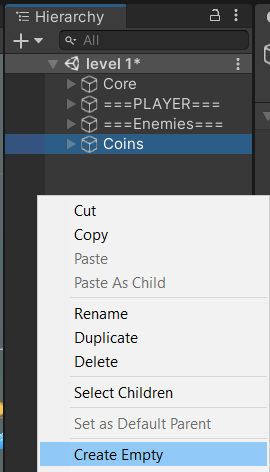 Hierarchy
All
level 1*
Core
===PLAYER===
===Enemies===
Coins
Cut
Copy
Paste
Paste As Child
Rename
Duplicate
Delete
Select Children
Set as Default Parent
Create Empty